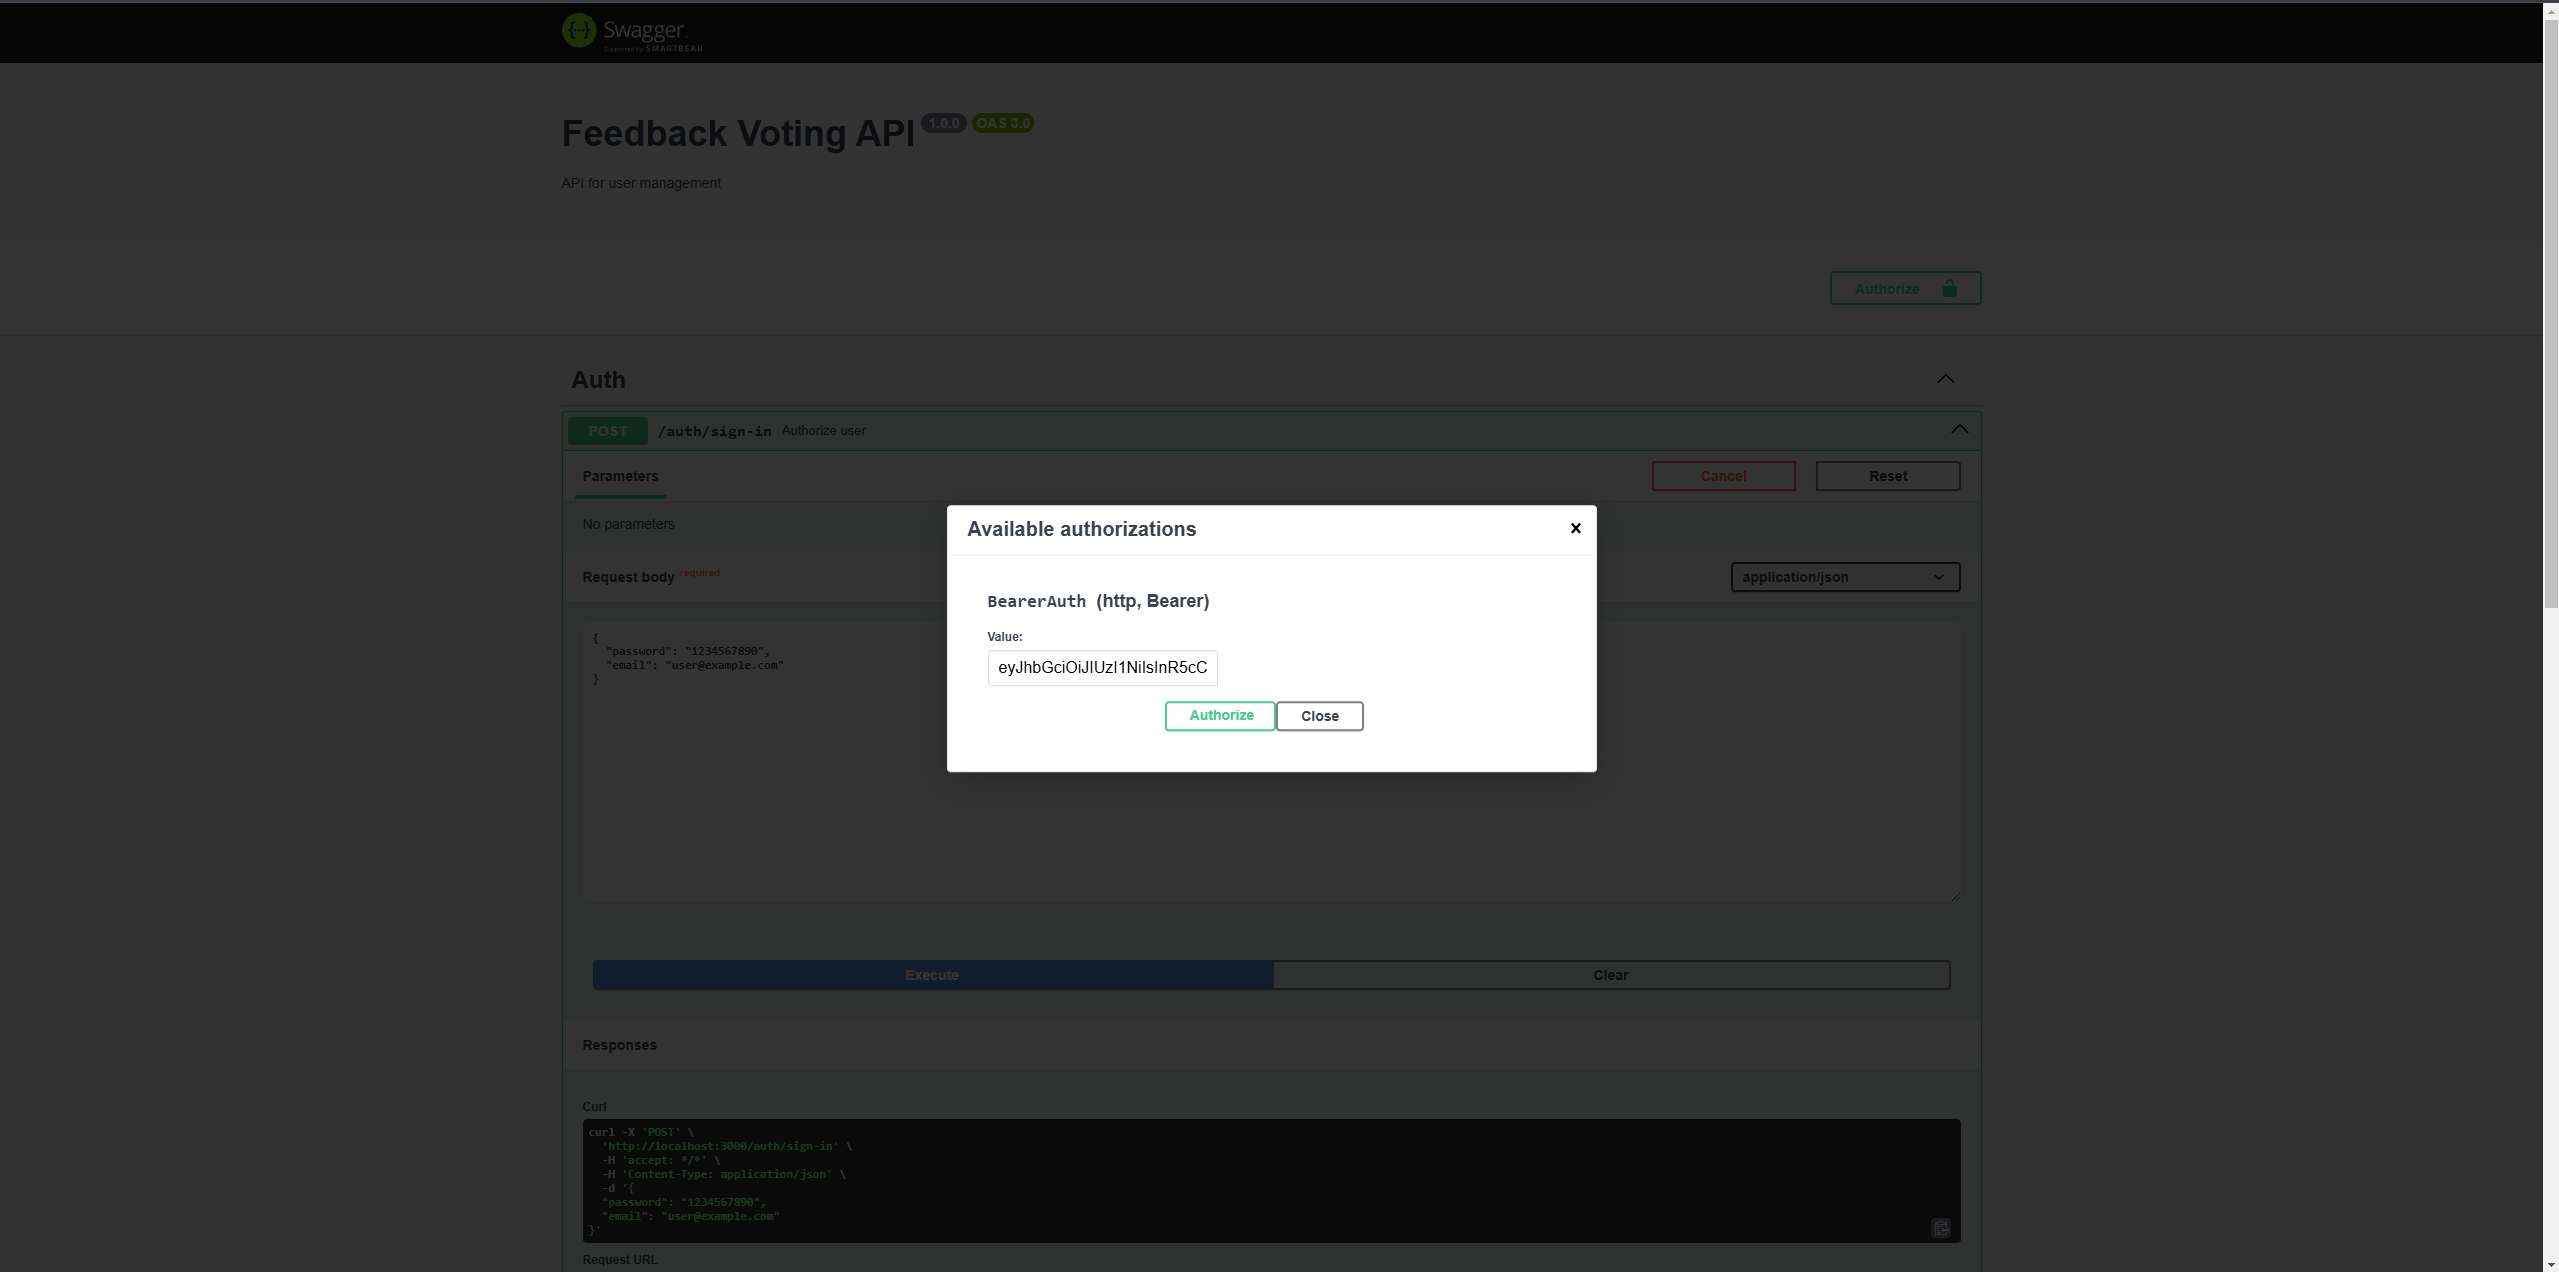 Swagger
Supported by SMARTBEAR
Feedback Voting API 1.0.0 OAS 3.0
API for user management
Authorize
Auth
POST /auth/sign-in Authorize user
Parameters
Cancel Reset
No parameters
Request body required
application/json
{
"password": "1234567890",
"email": "user@example.com"
}
Available authorizations
BearerAuth (http, Bearer)
Value:
eyJhbGciOiJIUzI1NiIsInR5cC
Authorize Close
Execute Clear
Responses
Curl
curl -X 'POST' \
'http://localhost:3000/auth/sign-in' \
-H 'accept: */*' \
-H 'Content-Type: application/json' \
-d '{
"password": "1234567890",
"email": "user@example.com"
}'
Request URL